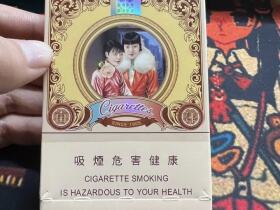 Cigarettes
吸煙危害健康
CIGARETTE SMOKING
IS HAZARDOUS TO YOUR HEALTH